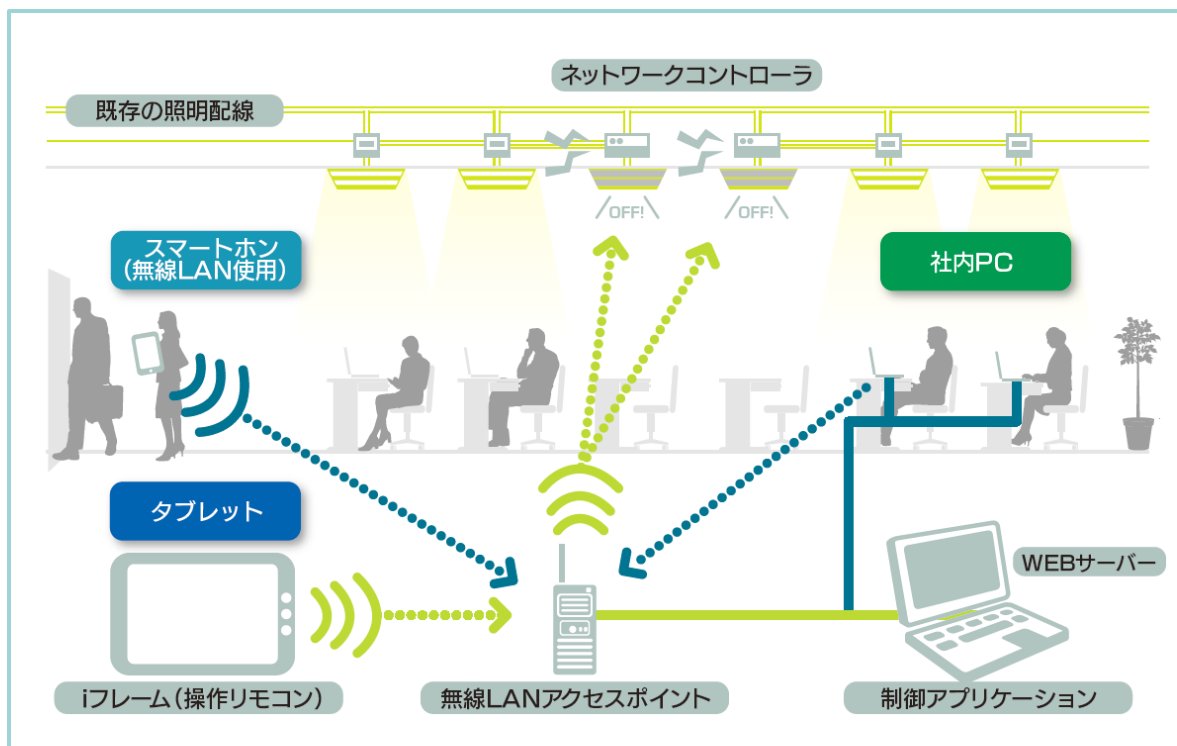 ネットワークコントローラ
既存の照明配線
OFF!
OFF!
スマートホン
(無線LAN使用)
社内PC
タブレット
WEBサーバー
iフレーム(操作リモコン)
無線LANアクセスポイント
制御アプリケーション